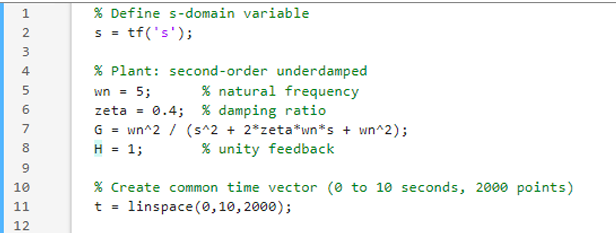 1 % Define s-domain variable
2 s = tf('s');
3
4 % Plant: second-order underdamped
5 wn = 5; % natural frequency
6 zeta = 0.4; % damping ratio
7 G = wn^2 / (s^2 + 2*zeta*wn*s + wn^2);
8 H = 1; % unity feedback
9
10 % Create common time vector (0 to 10 seconds, 2000 points)
11 t = linspace(0,10,2000);
12